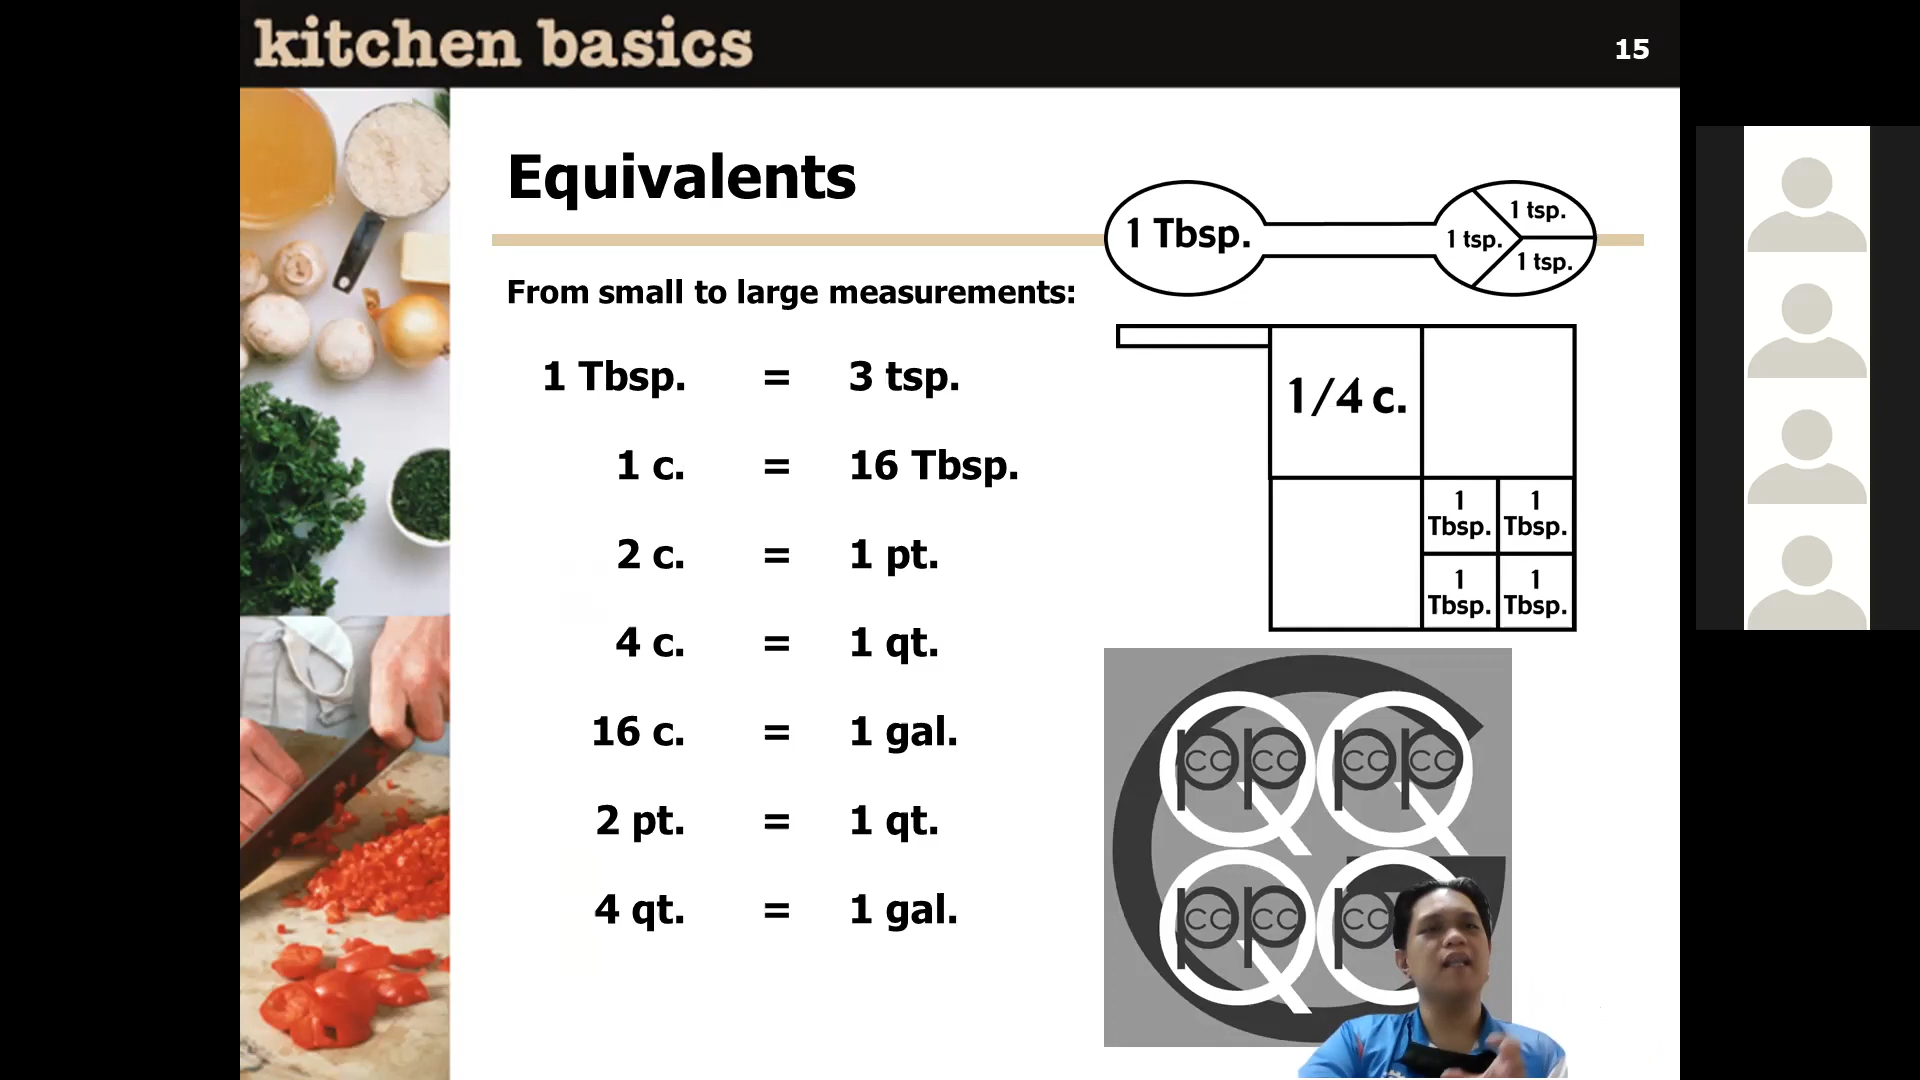 kitchen basics
15
Equivalents
From small to large measurements:
1 Tbsp. = 3 tsp.
1 c. = 16 Tbsp.
2 c. = 1 pt.
4 c. = 1 qt.
16 c. = 1 gal.
2 pt. = 1 qt.
4 qt. = 1 gal.
1 Tbsp.
1 tsp.
1 tsp.
1 tsp.
1/4 c.
1 1
Tbsp. Tbsp.
1 1
Tbsp. Tbsp.
G
Q Q
p p p p
c c c c c c c c
Q Q
p p p
c c c c c c